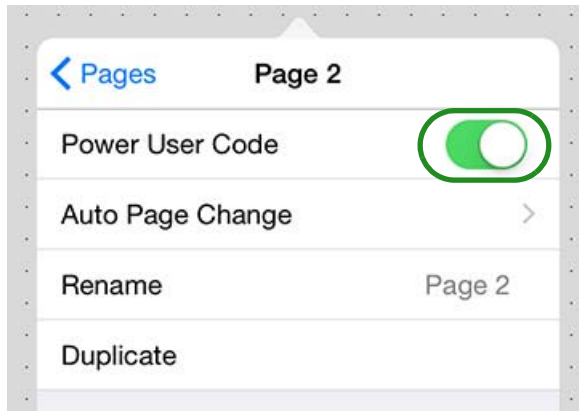 Pages Page 2
Power User Code
Auto Page Change
Rename Page 2
Duplicate